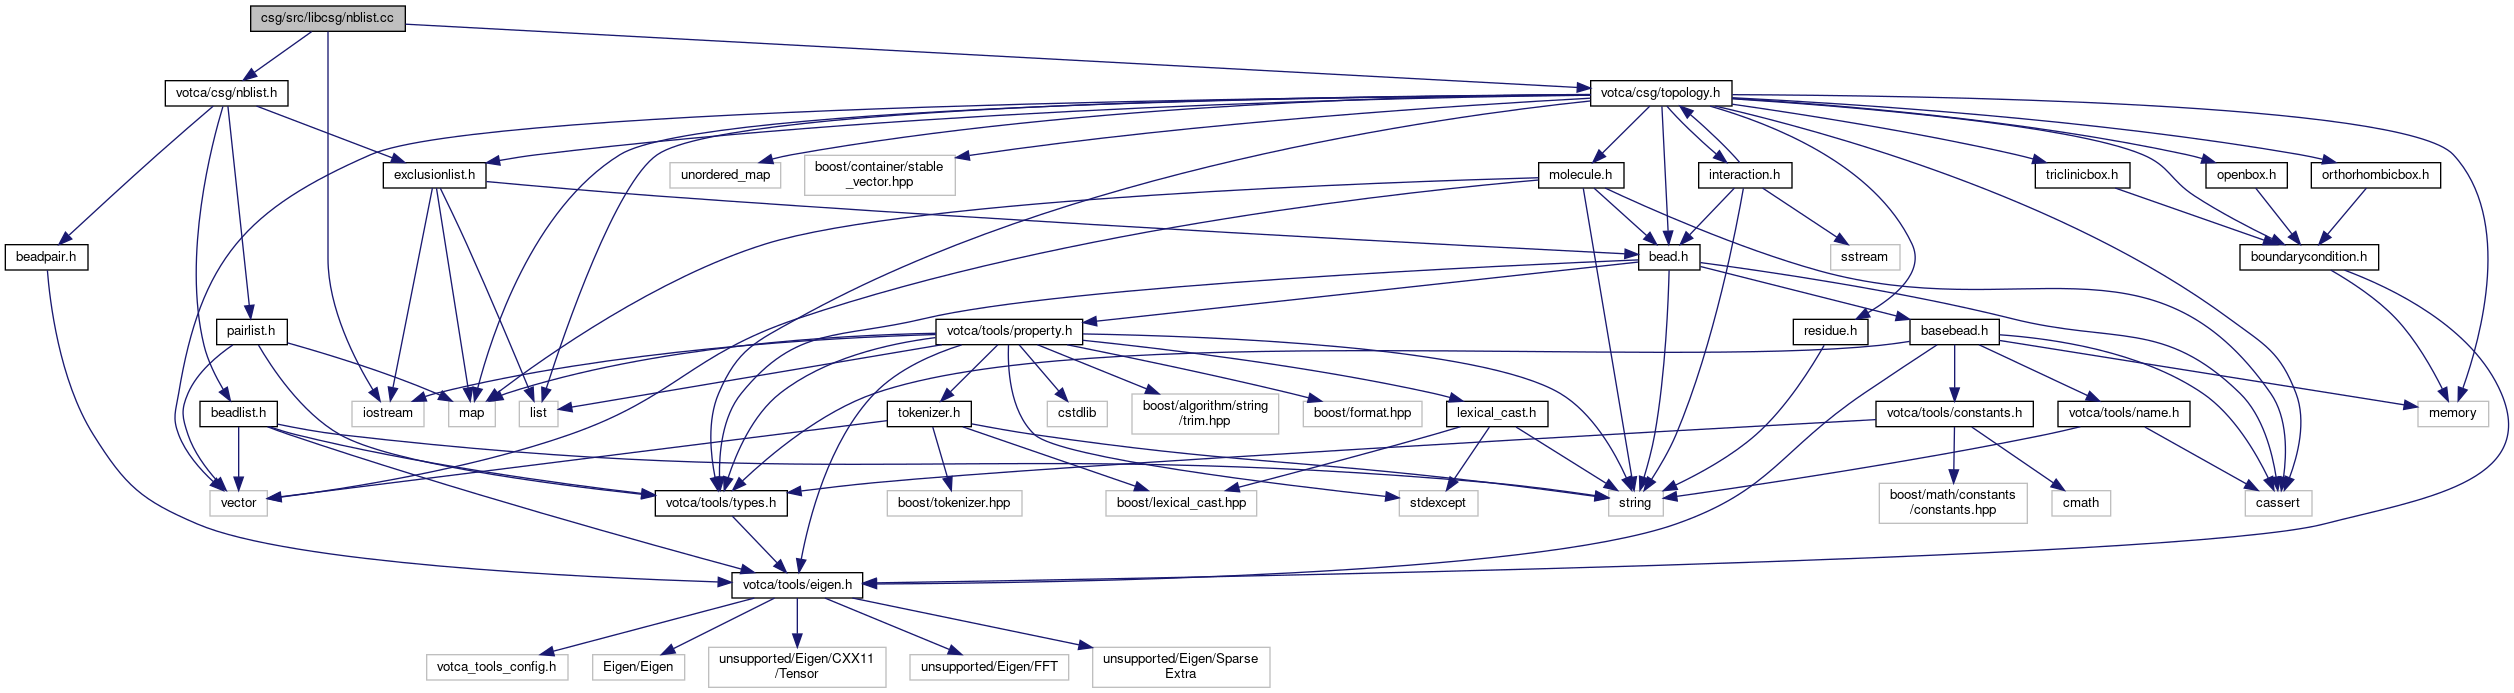 csg/src/libcsg/nblist.cc
votca/csg/nblist.h
votca/csg/topology.h
exclusionlist.h
unordered_map
boost/container/stable
_vector.hpp
molecule.h
interaction.h
triclinicbox.h
openbox.h
orthorhombicbox.h
beadpair.h
bead.h
sstream
boundarycondition.h
pairlist.h
votca/tools/property.h
residue.h
basebead.h
beadlist.h
iostream
map
list
tokenizer.h
cstdlib
boost/algorithm/string
/trim.hpp
boost/format.hpp
lexical_cast.h
votca/tools/constants.h
votca/tools/name.h
memory
vector
votca/tools/types.h
boost/tokenizer.hpp
boost/lexical_cast.hpp
stdexcept
string
boost/math/constants
/constants.hpp
cmath
cassert
votca/tools/eigen.h
votca_tools_config.h
Eigen/Eigen
unsupported/Eigen/CXX11
/Tensor
unsupported/Eigen/FFT
unsupported/Eigen/Sparse
Extra